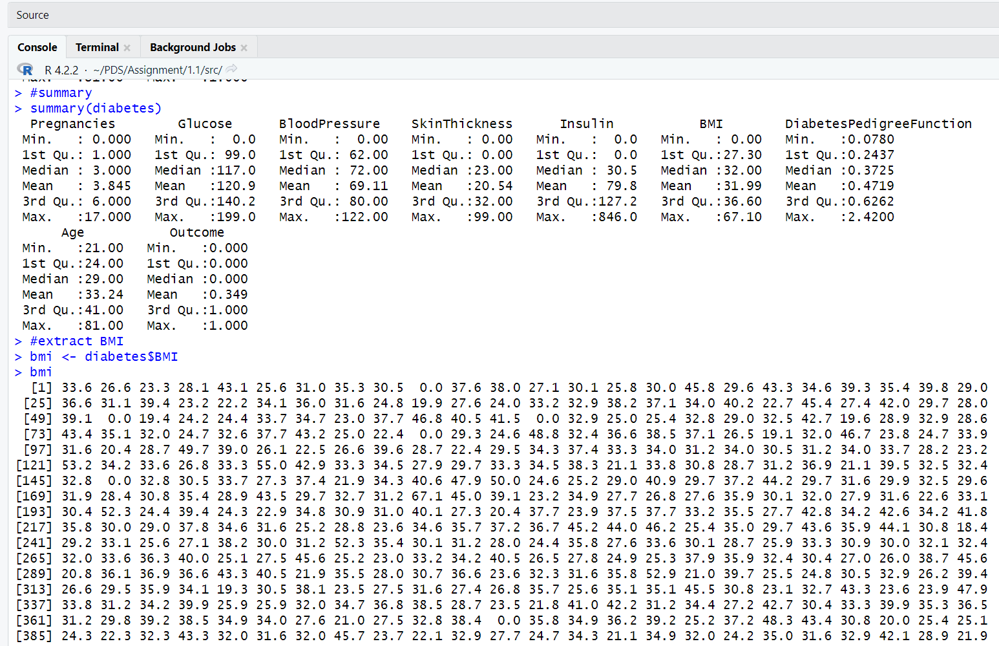 Source
Console Terminal × Background Jobs ×
R R 4.2.2 · ~/PDS/Assignment/1.1/src/
> #summary
> summary(diabetes)
Pregnancies Glucose BloodPressure SkinThickness Insulin BMI DiabetesPedigreeFunction
Min. : 0.000 Min. : 0.0 Min. : 0.00 Min. : 0.00 Min. : 0.0 Min. : 0.00 Min. :0.0780
1st Qu.: 1.000 1st Qu.: 99.0 1st Qu.: 62.00 1st Qu.: 0.00 1st Qu.: 0.0 1st Qu.:27.30 1st Qu.:0.2437
Median : 3.000 Median :117.0 Median : 72.00 Median :23.00 Median : 30.5 Median :32.00 Median :0.3725
Mean : 3.845 Mean :120.9 Mean : 69.11 Mean :20.54 Mean : 79.8 Mean :31.99 Mean :0.4719
3rd Qu.: 6.000 3rd Qu.:140.2 3rd Qu.: 80.00 3rd Qu.:32.00 3rd Qu.:127.2 3rd Qu.:36.60 3rd Qu.:0.6262
Max. :17.000 Max. :199.0 Max. :122.00 Max. :99.00 Max. :846.0 Max. :67.10 Max. :2.4200
Age Outcome
Min. :21.00 Min. :0.000
1st Qu.:24.00 1st Qu.:0.000
Median :29.00 Median :0.000
Mean :33.24 Mean :0.349
3rd Qu.:41.00 3rd Qu.:1.000
Max. :81.00 Max. :1.000
> #extract BMI
> bmi <- diabetes$BMI
> bmi
[1] 33.6 26.6 23.3 28.1 43.1 25.6 31.0 35.3 30.5 0.0 37.6 38.0 27.1 30.1 25.8 30.0 45.8 29.6 43.3 34.6 39.3 35.4 39.8 29.0
[25] 36.6 31.1 39.4 23.2 22.2 34.1 36.0 31.6 24.8 19.9 27.6 24.0 33.2 32.9 38.2 37.1 34.0 40.2 22.7 45.4 27.4 42.0 29.7 28.0
[49] 39.1 0.0 19.4 24.2 24.4 33.7 34.7 23.0 37.7 46.8 40.5 41.5 0.0 32.9 25.0 25.4 32.8 29.0 32.5 42.7 19.6 28.9 32.9 28.6
[73] 43.4 35.1 32.0 24.7 32.6 37.7 43.2 25.0 22.4 0.0 29.3 24.6 48.8 32.4 36.6 38.5 37.1 26.5 19.1 32.0 46.7 23.8 24.7 33.9
[97] 31.6 20.4 28.7 49.7 39.0 26.1 22.5 26.6 39.6 28.7 22.4 29.5 34.3 37.4 33.3 34.0 31.2 34.0 30.5 31.2 34.0 33.7 28.2 23.2
[121] 53.2 34.2 33.6 26.8 33.3 55.0 42.9 33.3 34.5 27.9 29.7 33.3 34.5 38.3 21.1 33.8 30.8 28.7 31.2 36.9 21.1 39.5 32.5 32.4
[145] 32.8 0.0 32.8 30.5 33.7 27.3 37.4 21.9 34.3 40.6 47.9 50.0 24.6 25.2 29.0 40.9 29.7 37.2 44.2 29.7 31.6 29.9 32.5 29.6
[169] 31.9 28.4 30.8 35.4 28.9 43.5 29.7 32.7 31.2 67.1 45.0 39.1 23.2 34.9 27.7 26.8 27.6 35.9 30.1 32.0 27.9 31.6 22.6 33.1
[193] 30.4 52.3 24.4 39.4 24.3 22.9 34.8 30.9 31.0 40.1 27.3 20.4 37.7 23.9 37.5 37.7 33.2 35.5 27.7 42.8 34.2 42.6 34.2 41.8
[217] 35.8 30.0 29.0 37.8 34.6 31.6 25.2 28.8 23.6 34.6 35.7 37.2 36.7 45.2 44.0 46.2 25.4 35.0 29.7 43.6 35.9 44.1 30.8 18.4
[241] 29.2 33.1 25.6 27.1 38.2 30.0 31.2 52.3 35.4 30.1 31.2 28.0 24.4 35.8 27.6 33.6 30.1 28.7 25.9 33.3 30.9 30.0 32.1 32.4
[265] 32.0 33.6 36.3 40.0 25.1 27.5 45.6 25.2 23.0 33.2 34.2 40.5 26.5 27.8 24.9 25.3 37.9 35.9 32.4 30.4 27.0 26.0 38.7 45.6
[289] 20.8 36.1 36.9 36.6 43.3 40.5 21.9 35.5 28.0 30.7 36.6 23.6 32.3 31.6 35.8 52.9 21.0 39.7 25.5 24.8 30.5 32.9 26.2 39.4
[313] 26.6 29.5 35.9 34.1 19.3 30.5 38.1 23.5 27.5 31.6 27.4 26.8 35.7 25.6 35.1 35.1 45.5 30.8 23.1 32.7 43.3 23.6 23.9 47.9
[337] 33.8 31.2 34.2 39.9 25.9 25.9 32.0 34.7 36.8 38.5 28.7 23.5 21.8 41.0 42.2 31.2 34.4 27.2 42.7 30.4 33.3 39.9 35.3 36.5
[361] 31.2 29.8 39.2 38.5 34.9 34.0 27.6 21.0 27.5 32.8 38.4 0.0 35.8 34.9 36.2 39.2 25.2 37.2 48.3 43.4 30.8 20.0 25.4 25.1
[385] 24.3 22.3 32.3 43.3 32.0 31.6 32.0 45.7 23.7 22.1 32.9 27.7 24.7 34.3 21.1 34.9 32.0 24.2 35.0 31.6 32.9 42.1 28.9 21.9